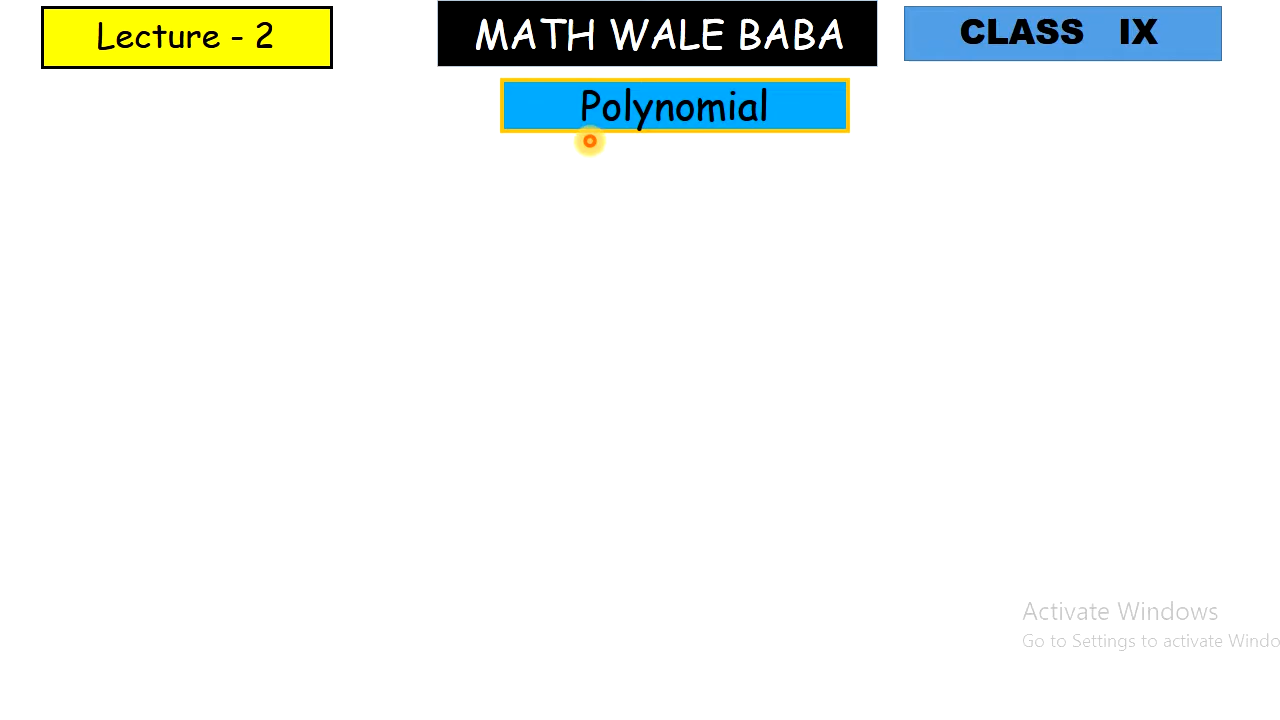 Lecture - 2
MATH WALE BABA
CLASS IX
Polynomial
Activate Windows
Go to Settings to activate Windo